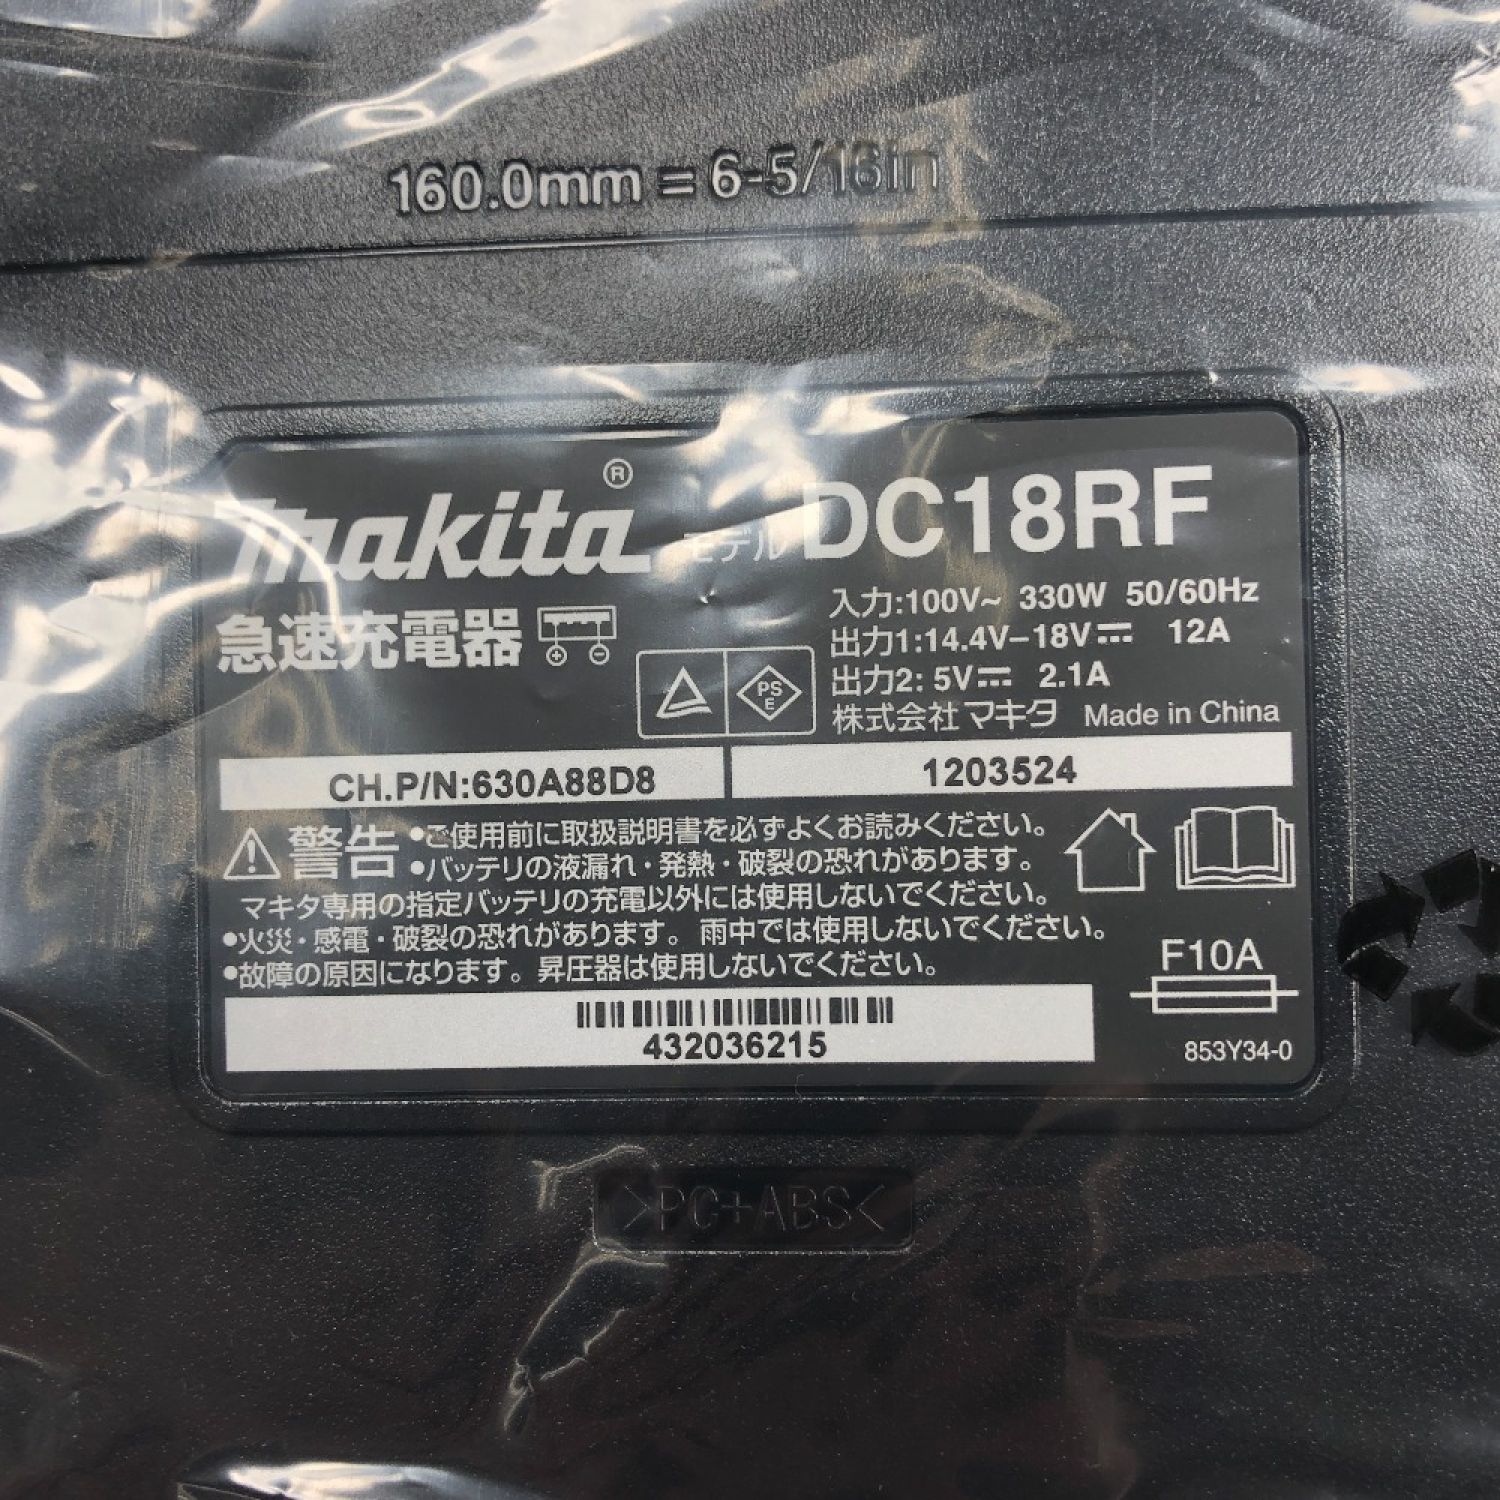 160.0mm = 6-5/16in
makita®
モデル DC18RF
急速充電器
入力:100V~ 330W 50/60Hz
出力1:14.4V–18V⎓ 12A
出力2: 5V⎓ 2.1A
株式会社マキタ Made in China
PS
E
CH.P/N:630A88D8
1203524
警告 •ご使用前に取扱説明書を必ずよくお読みください。
•バッテリの液漏れ・発熱・破裂の恐れがあります。
マキタ専用の指定バッテリの充電以外には使用しないでください。
•火災・感電・破裂の恐れがあります。雨中では使用しないでください。
•故障の原因になります。昇圧器は使用しないでください。
F10A
432036215
853Y34-0
>PC+ABS<